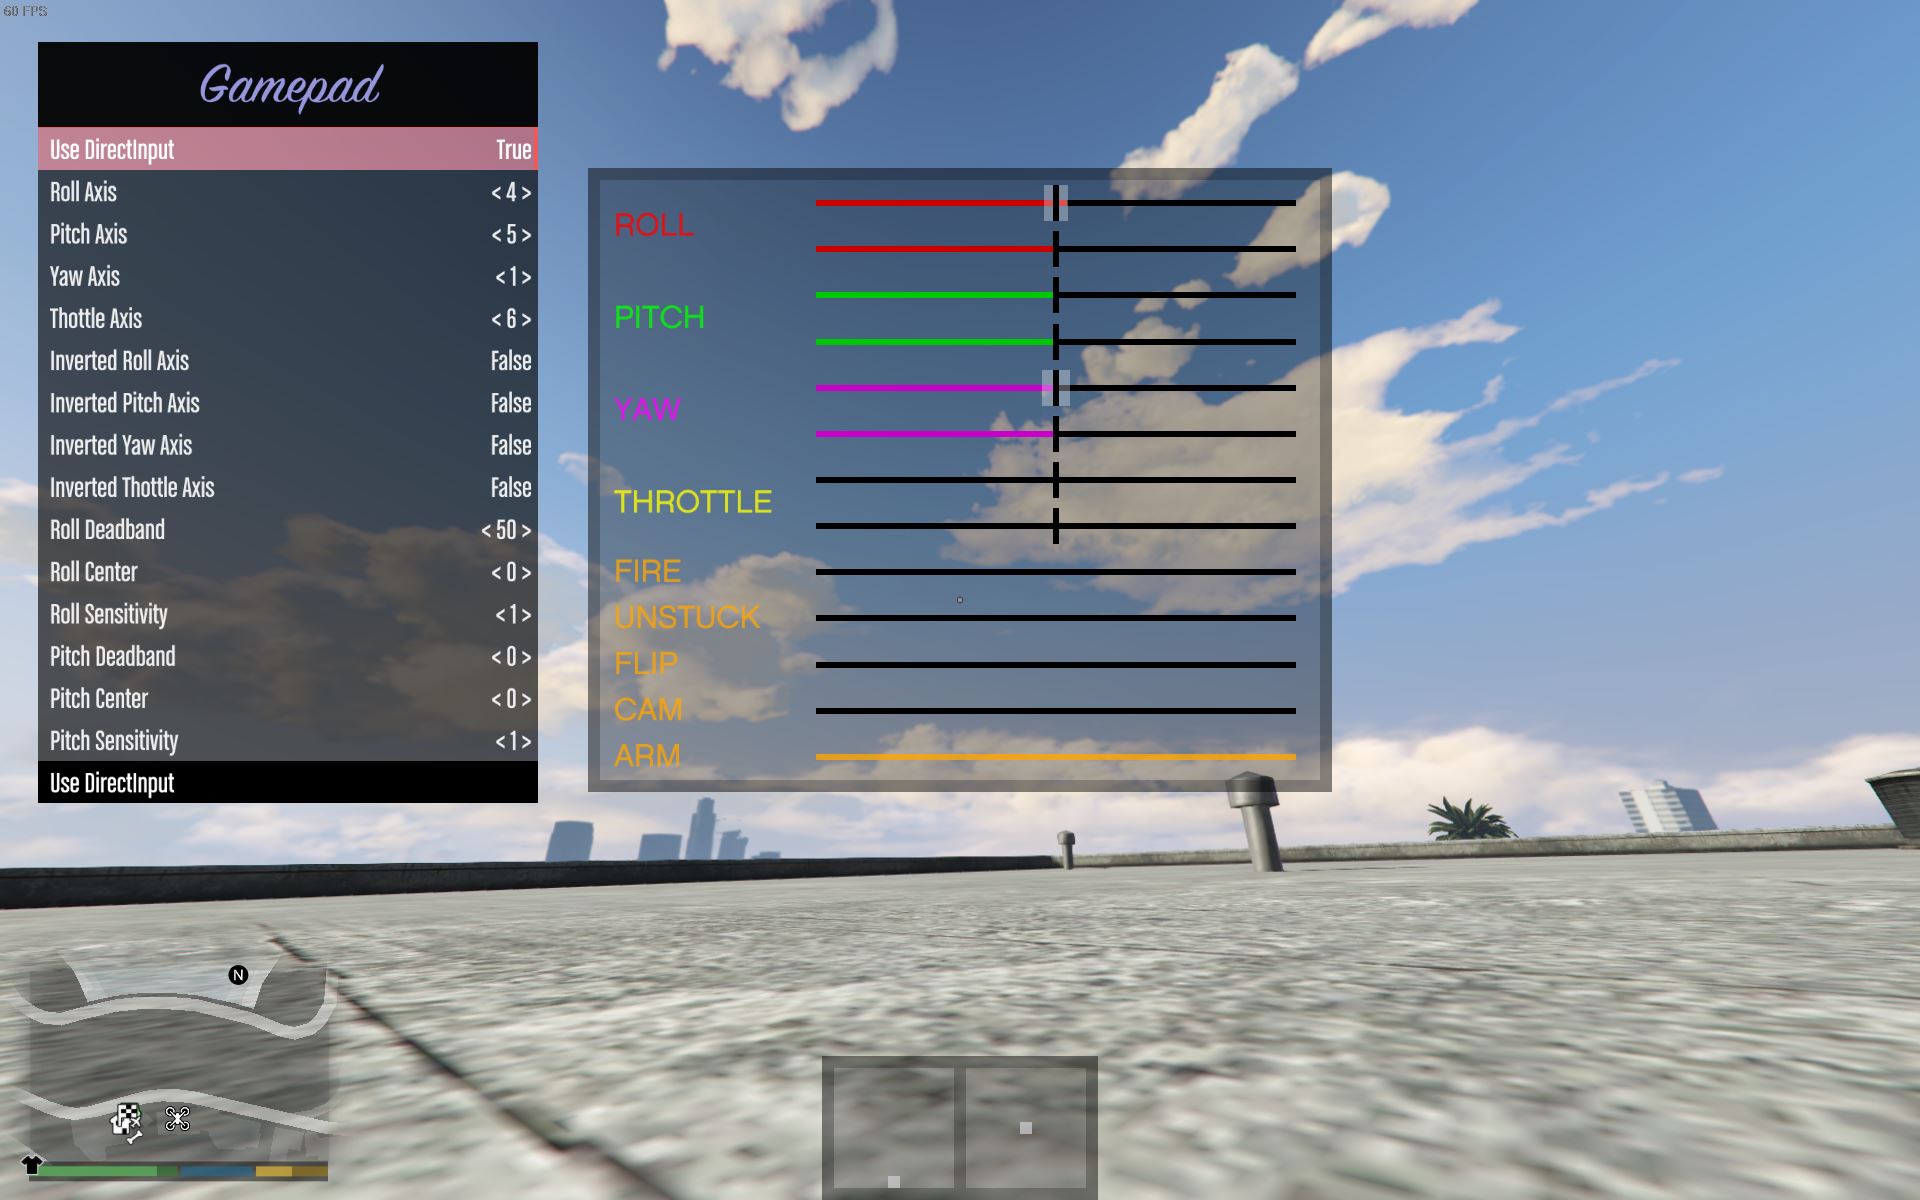 60 FPS
Gamepad
Use DirectInput True
Roll Axis < 4 >
Pitch Axis < 5 >
Yaw Axis < 1 >
Thottle Axis < 6 >
Inverted Roll Axis False
Inverted Pitch Axis False
Inverted Yaw Axis False
Inverted Thottle Axis False
Roll Deadband < 50 >
Roll Center < 0 >
Roll Sensitivity < 1 >
Pitch Deadband < 0 >
Pitch Center < 0 >
Pitch Sensitivity < 1 >
Use DirectInput
ROLL
PITCH
YAW
THROTTLE
FIRE
UNSTUCK
FLIP
CAM
ARM
N